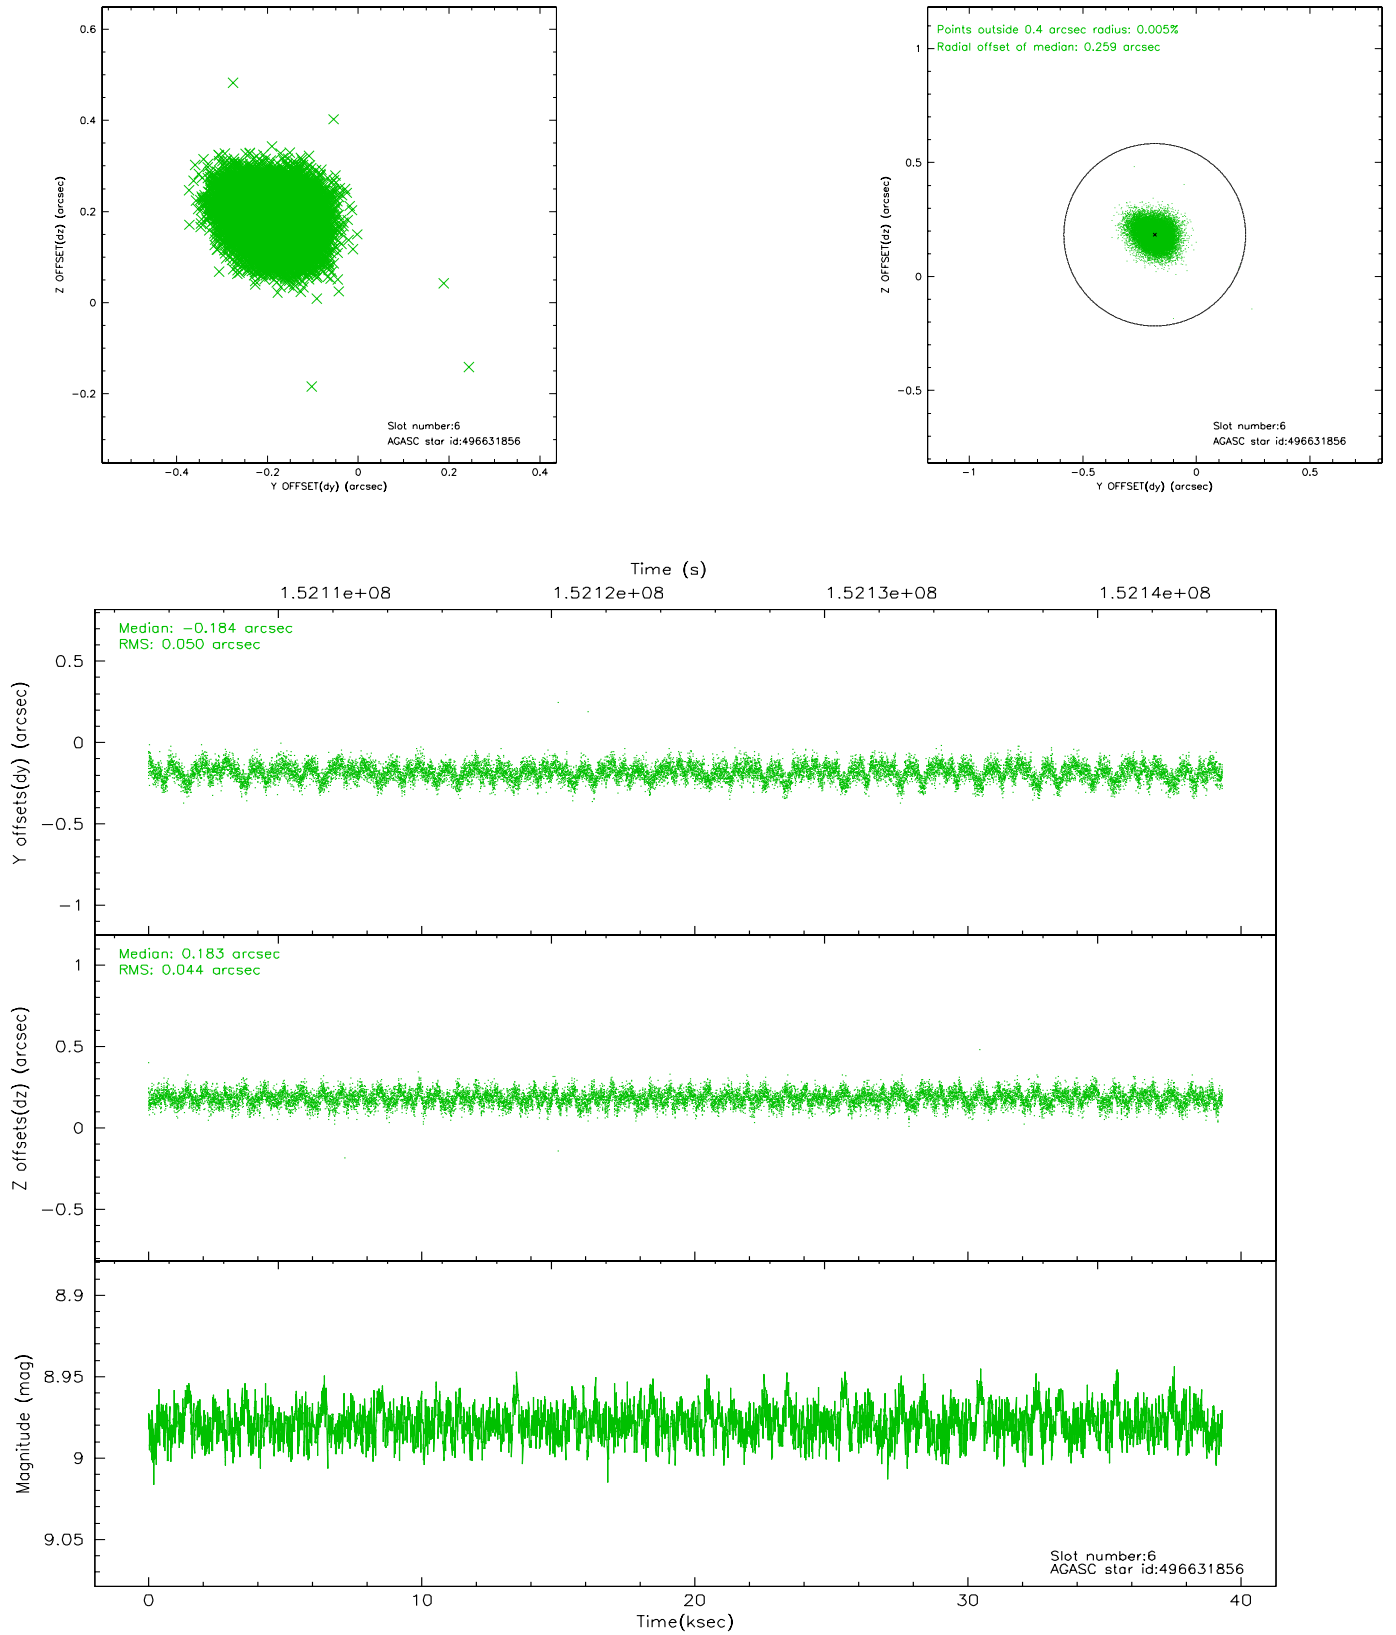 0.6
0.4
0.2
0
−0.2
Z OFFSET(dz) (arcsec)
Slot number:6
AGASC star id:496631856
−0.4 −0.2 0 0.2 0.4
Y OFFSET(dy) (arcsec)
Points outside 0.4 arcsec radius: 0.005%
Radial offset of median: 0.259 arcsec
1
0.5
0
−0.5
Z OFFSET(dz) (arcsec)
Slot number:6
AGASC star id:496631856
−1 −0.5 0 0.5
Y OFFSET(dy) (arcsec)
Time (s)
1.5211e+08 1.5212e+08 1.5213e+08 1.5214e+08
Median: −0.184 arcsec
RMS: 0.050 arcsec
0.5
0
−0.5
−1
Y offsets(dy) (arcsec)
Median: 0.183 arcsec
RMS: 0.044 arcsec
1
0.5
0
−0.5
Z offsets(dz) (arcsec)
8.9
8.95
9
9.05
Magnitude (mag)
Slot number:6
AGASC star id:496631856
0 10 20 30 40
Time(ksec)